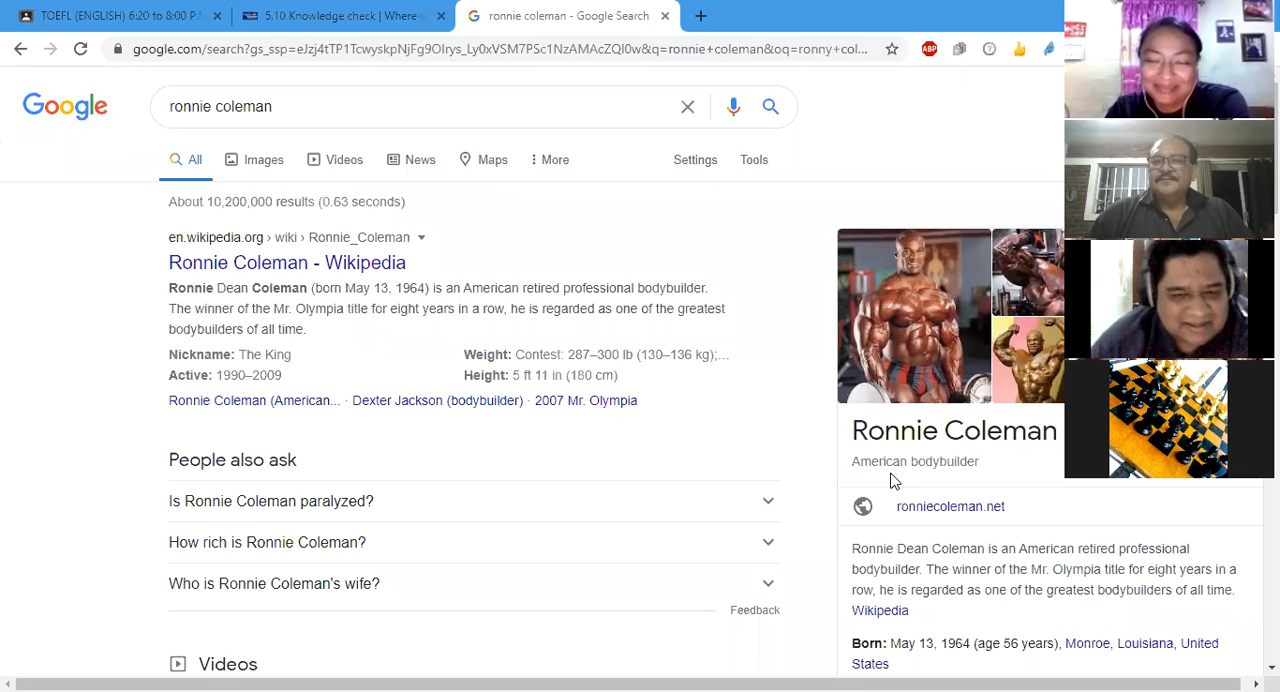 TOEFL (ENGLISH) 6:20 to 8:00 P
5.10 Knowledge check | Where
ronnie coleman - Google Search
google.com/search?gs_ssp=eJzj4tTP1TcwyskpNjFg9OIrys_Ly0xVSM7PSc1NzAMAcZQI0w&q=ronnie+coleman&oq=ronny+col...
ABP
Google
ronnie coleman
All Images Videos News Maps More Settings Tools
About 10,200,000 results (0.63 seconds)
en.wikipedia.org › wiki › Ronnie_Coleman
Ronnie Coleman - Wikipedia
Ronnie Dean Coleman (born May 13, 1964) is an American retired professional bodybuilder.
The winner of the Mr. Olympia title for eight years in a row, he is regarded as one of the greatest
bodybuilders of all time.
Nickname: The King
Weight: Contest: 287–300 lb (130–136 kg);...
Active: 1990–2009
Height: 5 ft 11 in (180 cm)
Ronnie Coleman (American... · Dexter Jackson (bodybuilder) · 2007 Mr. Olympia
People also ask
Is Ronnie Coleman paralyzed?
How rich is Ronnie Coleman?
Who is Ronnie Coleman's wife?
Feedback
Videos
Ronnie Coleman
American bodybuilder
ronniecoleman.net
Ronnie Dean Coleman is an American retired professional
bodybuilder. The winner of the Mr. Olympia title for eight years in a
row, he is regarded as one of the greatest bodybuilders of all time.
Wikipedia
Born: May 13, 1964 (age 56 years), Monroe, Louisiana, United
States